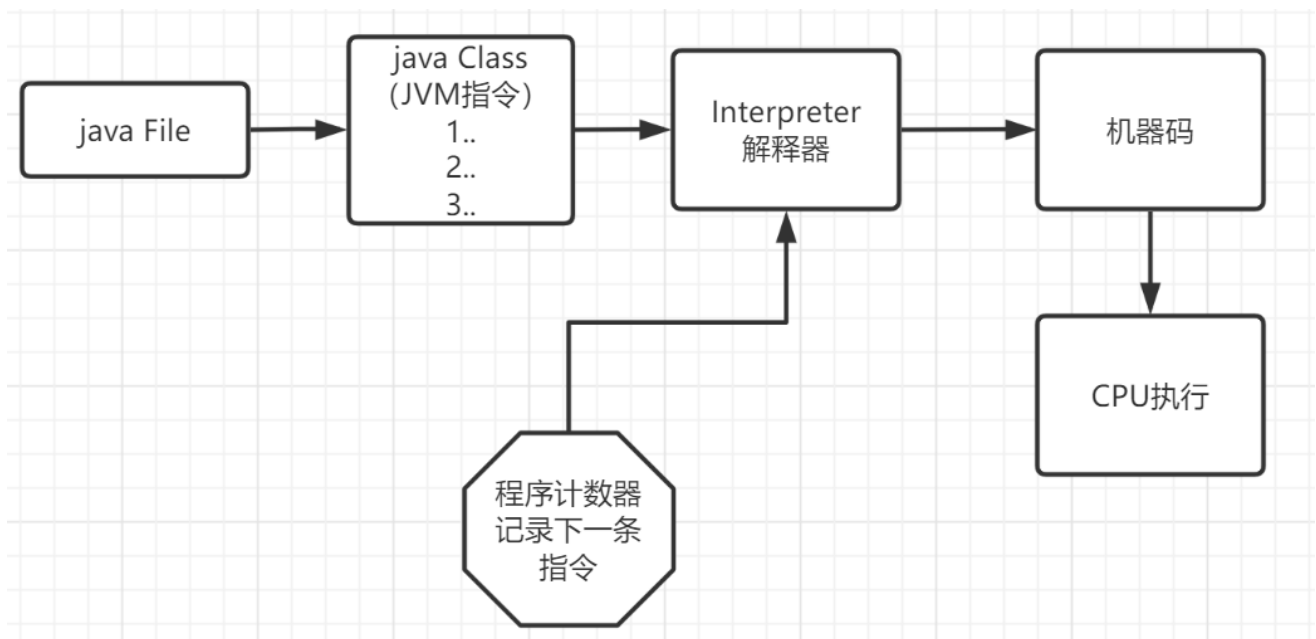 java File
java Class
（JVM指令）
1..
2..
3..
Interpreter
解释器
机器码
CPU执行
程序计数器
记录下一条
指令